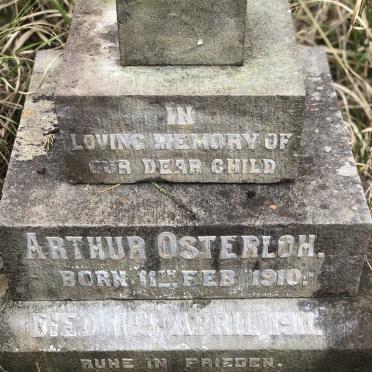 IN
LOVING MEMORY OF
OUR DEAR CHILD
ARTHUR OSTERLOH.
BORN 11TH FEB 1910.
DIED 11TH APRIL 1911.
RUHE IN FRIEDEN.